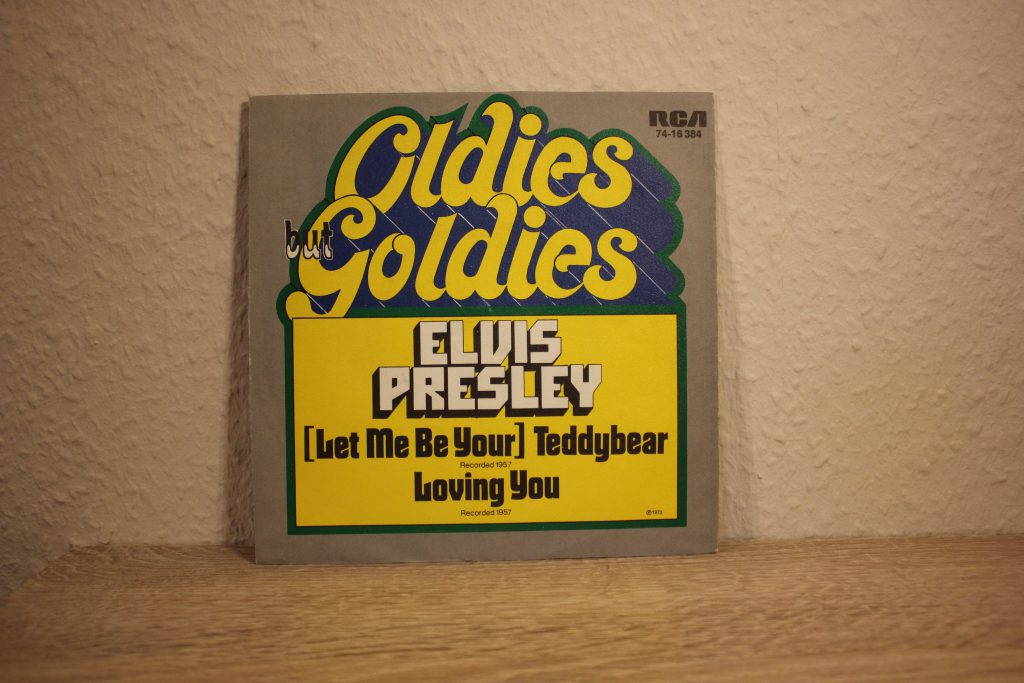 RCA
74-16 384
Oldies
but
Goldies
ELVIS
PRESLEY
[Let Me Be Your] Teddybear
Recorded 1957
Loving You
Recorded 1957
℗ 1973